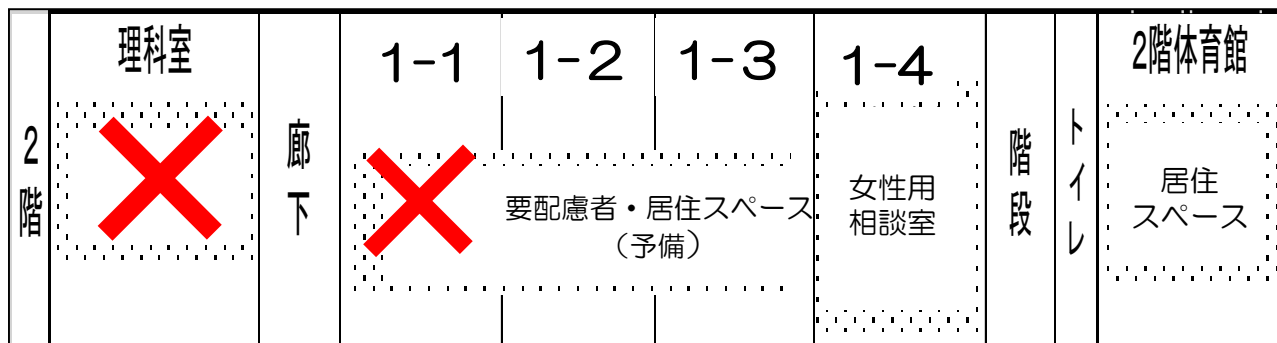 2階
理科室
廊下
1-1
1-2
1-3
要配慮者・居住スペース
(予備)
1-4
女性用
相談室
階段
トイレ
2階体育館
居住
スペース